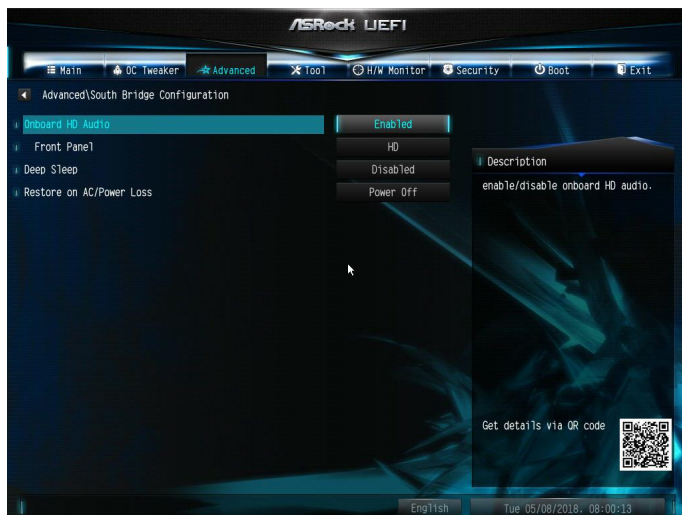 ASRock UEFI
Main OC Tweaker Advanced Tool H/W Monitor Security Boot Exit
Advanced\South Bridge Configuration
Onboard HD Audio Enabled
Front Panel HD
Deep Sleep Disabled
Restore on AC/Power Loss Power Off
Description
enable/disable onboard HD audio.
Get details via QR code
English Tue 05/08/2018. 08:00:13